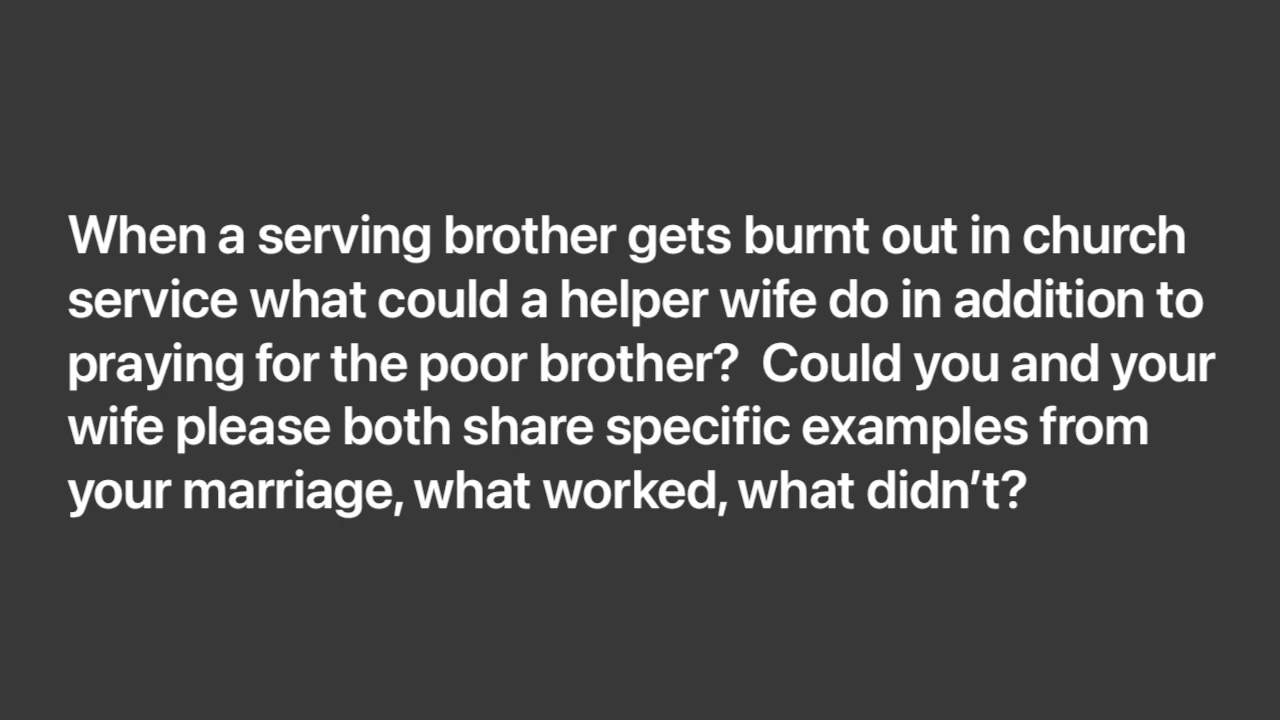 When a serving brother gets burnt out in church
service what could a helper wife do in addition to
praying for the poor brother?  Could you and your
wife please both share specific examples from
your marriage, what worked, what didn’t?